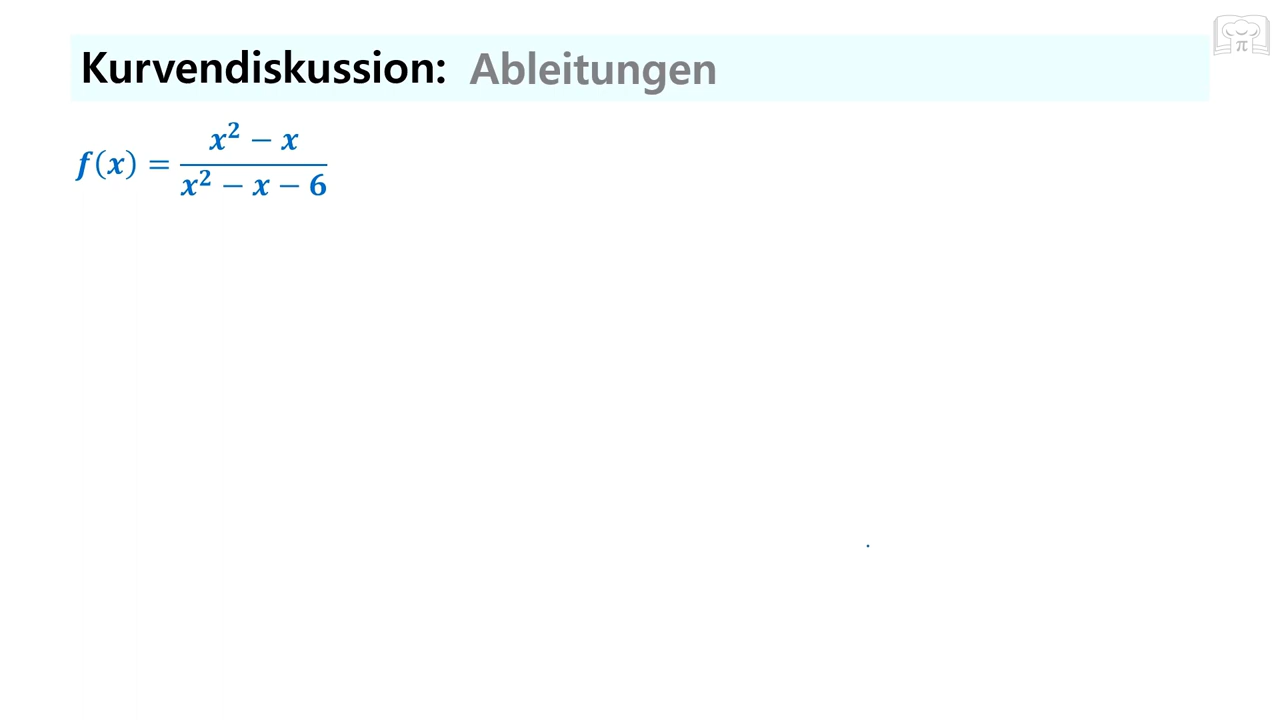 Kurvendiskussion: Ableitungen
f(x) = (x² − x) / (x² − x − 6)
π